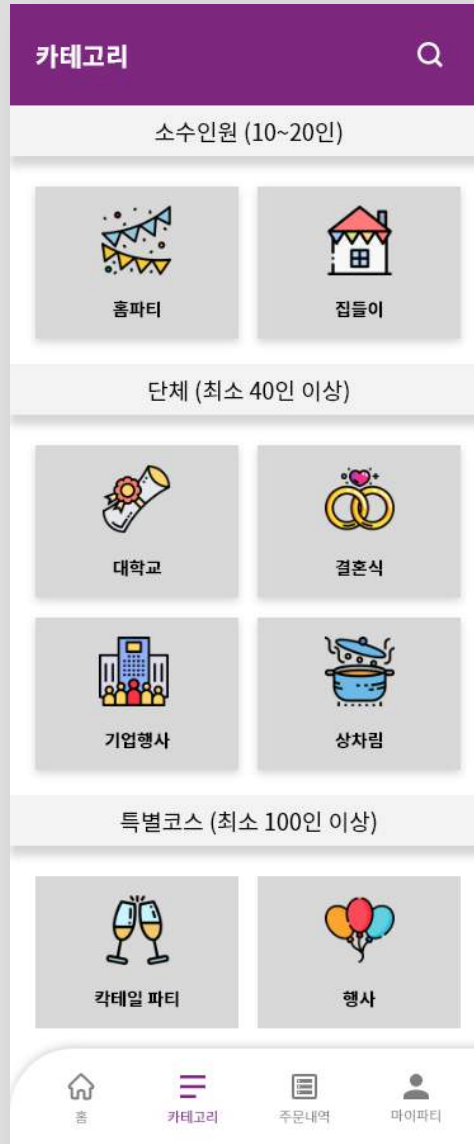 카테고리
소수인원 (10~20인)
홈파티 집들이
단체 (최소 40인 이상)
대학교 결혼식
기업행사 상차림
특별코스 (최소 100인 이상)
칵테일 파티 행사
홈 카테고리 주문내역 마이파티